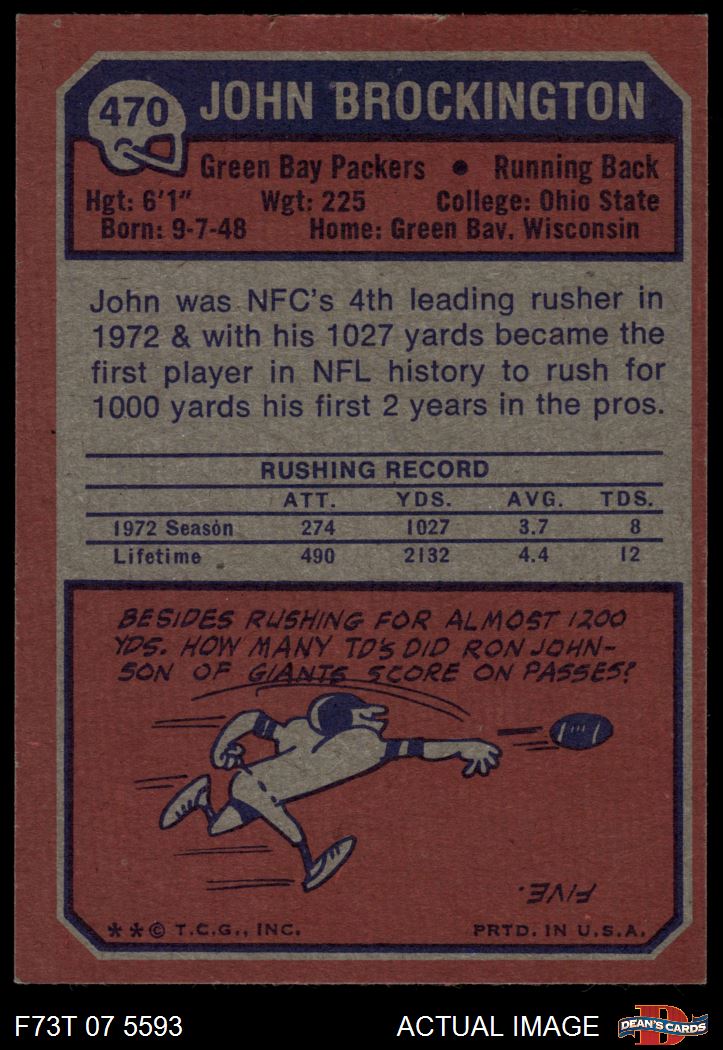 470 JOHN BROCKINGTON
Green Bay Packers • Running Back
Hgt: 6'1" Wgt: 225 College: Ohio State
Born: 9-7-48 Home: Green Bay, Wisconsin
John was NFC's 4th leading rusher in
1972 & with his 1027 yards became the
first player in NFL history to rush for
1000 yards his first 2 years in the pros.
RUSHING RECORD
ATT. YDS. AVG. TDS.
1972 Season 274 1027 3.7 8
Lifetime 490 2132 4.4 12
BESIDES RUSHING FOR ALMOST 1200
YDS. HOW MANY TD'S DID RON JOHN-
SON OF GIANTS SCORE ON PASSES?
FIVE.
**© T.C.G., INC. PRTD. IN U.S.A.
F73T 07 5593 ACTUAL IMAGE D DEAN'S CARDS